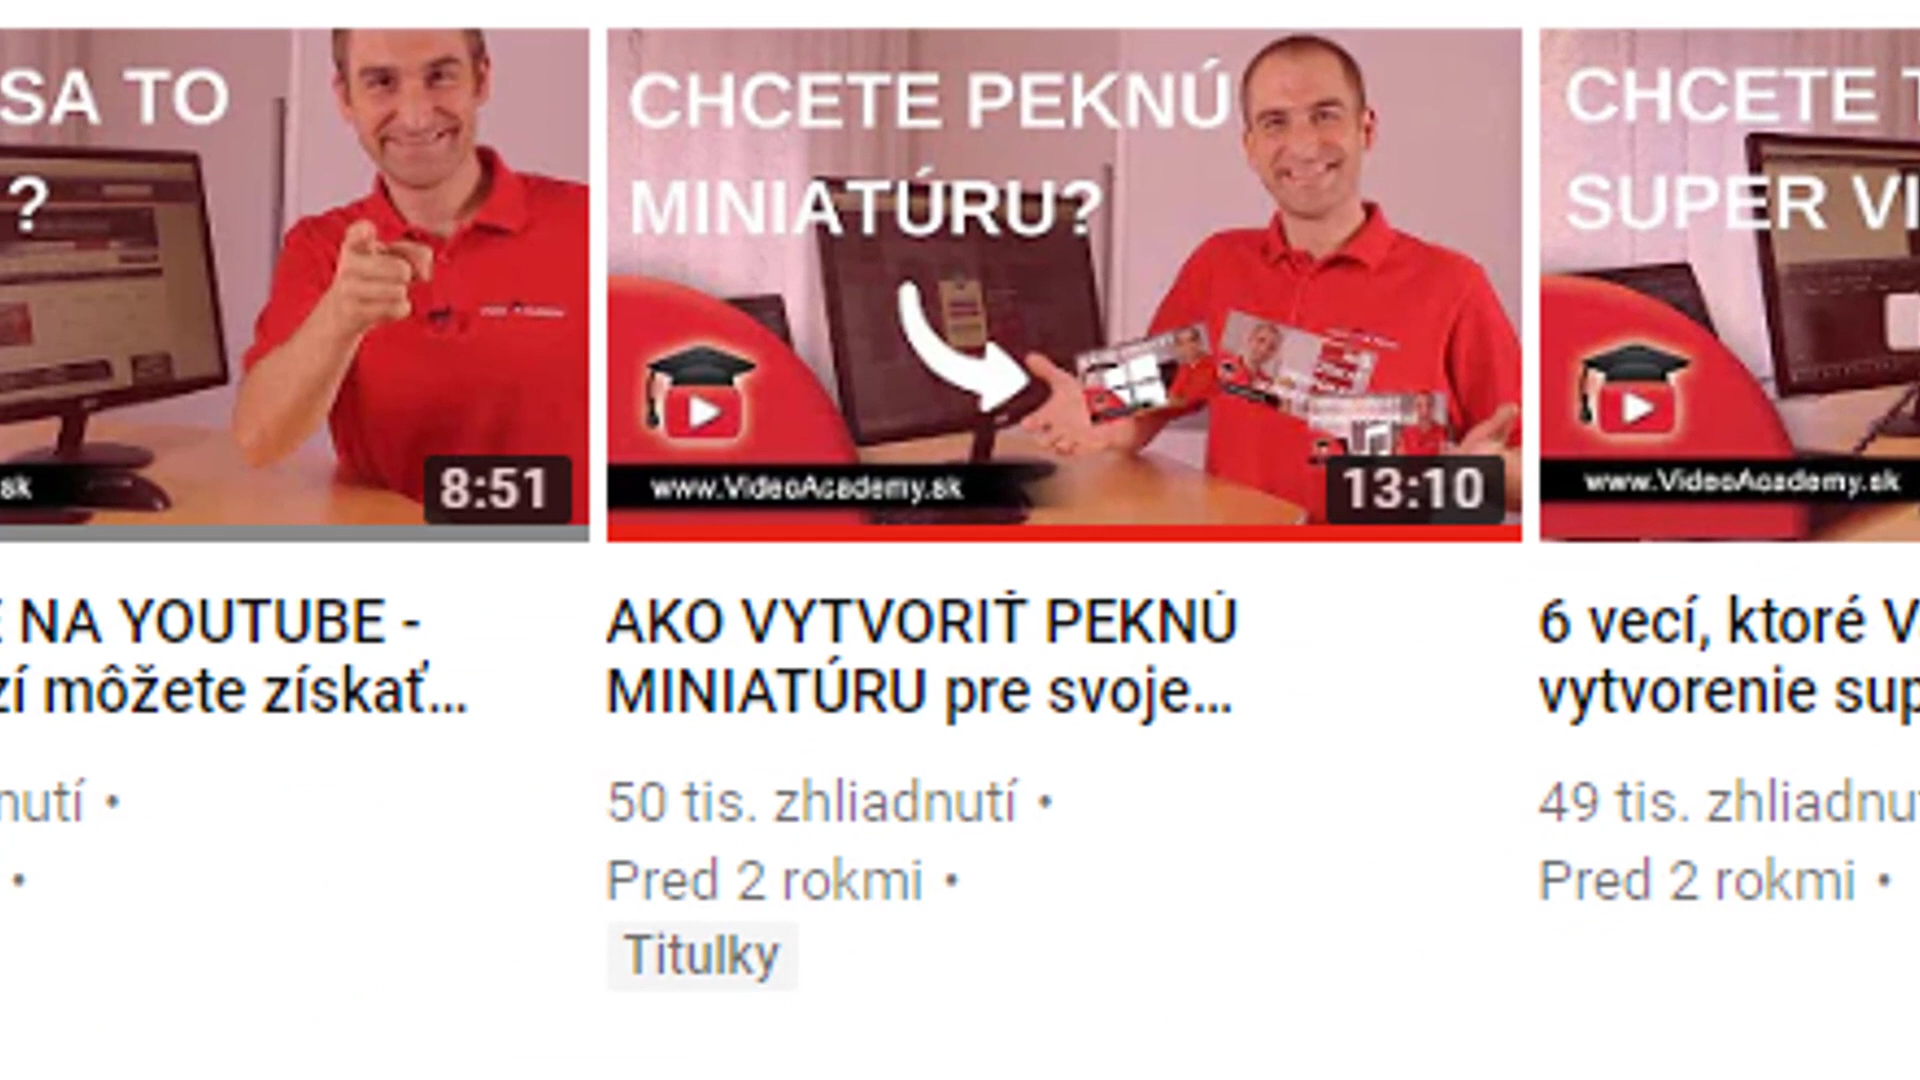 SA TO
?
sk
8:51
NA YOUTUBE -
zí môžete získať...
nutí •
•
CHCETE PEKNÚ
MINIATÚRU?
www.VideoAcademy.sk
13:10
AKO VYTVORIŤ PEKNÚ
MINIATÚRU pre svoje...
50 tis. zhliadnutí •
Pred 2 rokmi •
Titulky
CHCETE T
SUPER VI
www.VideoAcademy.sk
6 vecí, ktoré V
vytvorenie sup
49 tis. zhliadnut
Pred 2 rokmi •